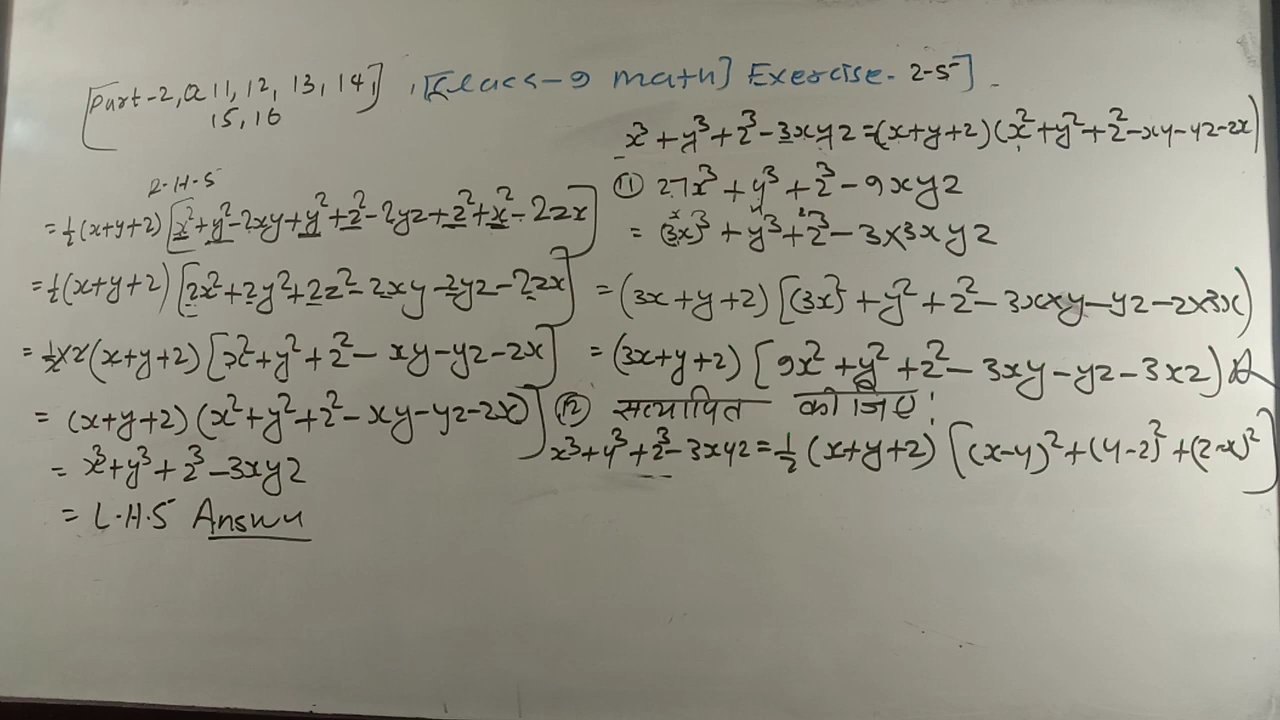 [Part-2, Q 11, 12, 13, 14,] , [Class-9 math] Exercise. 2-5].
15, 16
x³+y³+z³-3xyz=(x+y+z)(x²+y²+z²-xy-yz-zx)
(11) 27x³+y³+z³-9xyz
= (3x)³+y³+z³-3×3xyz
= (3x+y+z)[(3x)²+y²+z²-3x×y-yz-z×3x)
= (3x+y+z)[9x²+y²+z²-3xy-yz-3xz) A
(12) सत्यापित कीजिए!
x³+y³+z³-3xyz=½(x+y+z)[(x-y)²+(y-z)²+(z-x)²]
R.H.S
=½(x+y+z)[x²+y²-2xy+y²+z²-2yz+z²+x²-2zx]
=½(x+y+z)[2x²+2y²+2z²-2xy-2yz-2zx]
=½×2(x+y+z)[x²+y²+z²-xy-yz-zx]
= (x+y+z)(x²+y²+z²-xy-yz-zx)]
= x³+y³+z³-3xyz
= L.H.S Answer